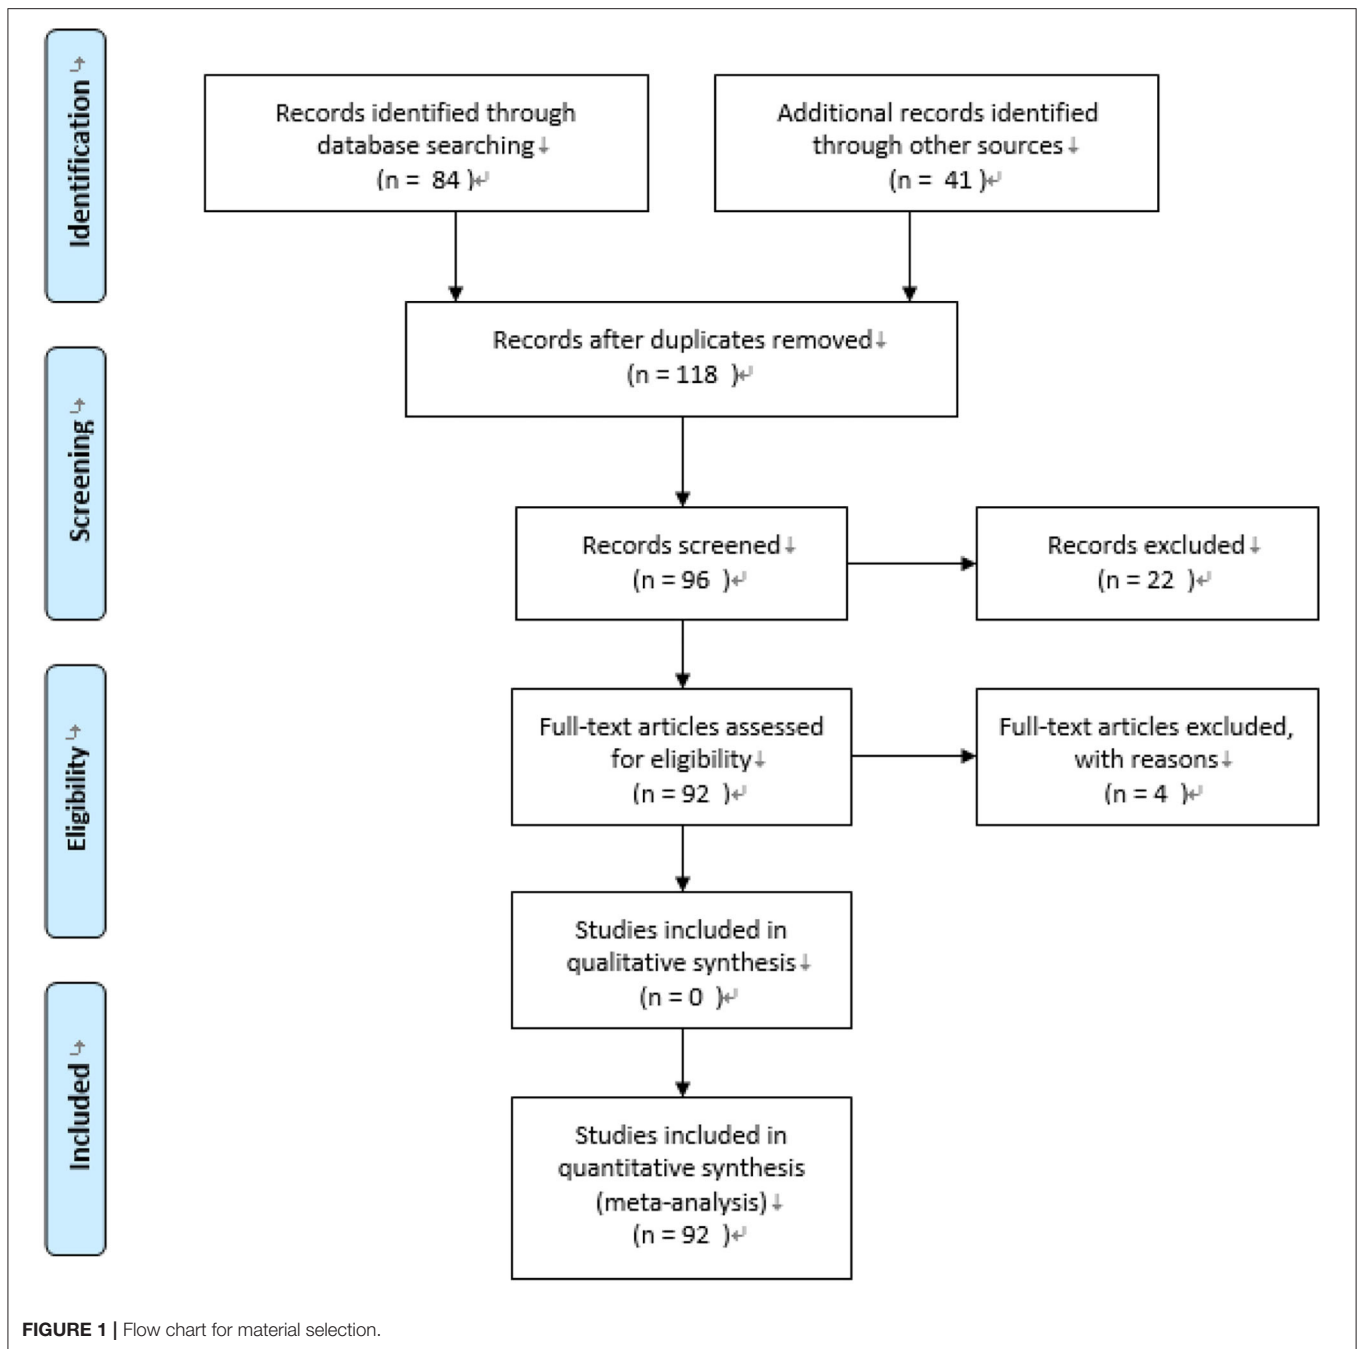 Identification
Records identified through
database searching↓
(n = 84 )↵
Additional records identified
through other sources↓
(n = 41 )↵
Records after duplicates removed↓
(n = 118 )↵
Screening
Records screened↓
(n = 96 )↵
Records excluded↓
(n = 22 )↵
Eligibility
Full-text articles assessed
for eligibility↓
(n = 92 )↵
Full-text articles excluded,
with reasons↓
(n = 4 )↵
Studies included in
qualitative synthesis↓
(n = 0 )↵
Included
Studies included in
quantitative synthesis
(meta-analysis)↓
(n = 92 )↵
FIGURE 1 | Flow chart for material selection.